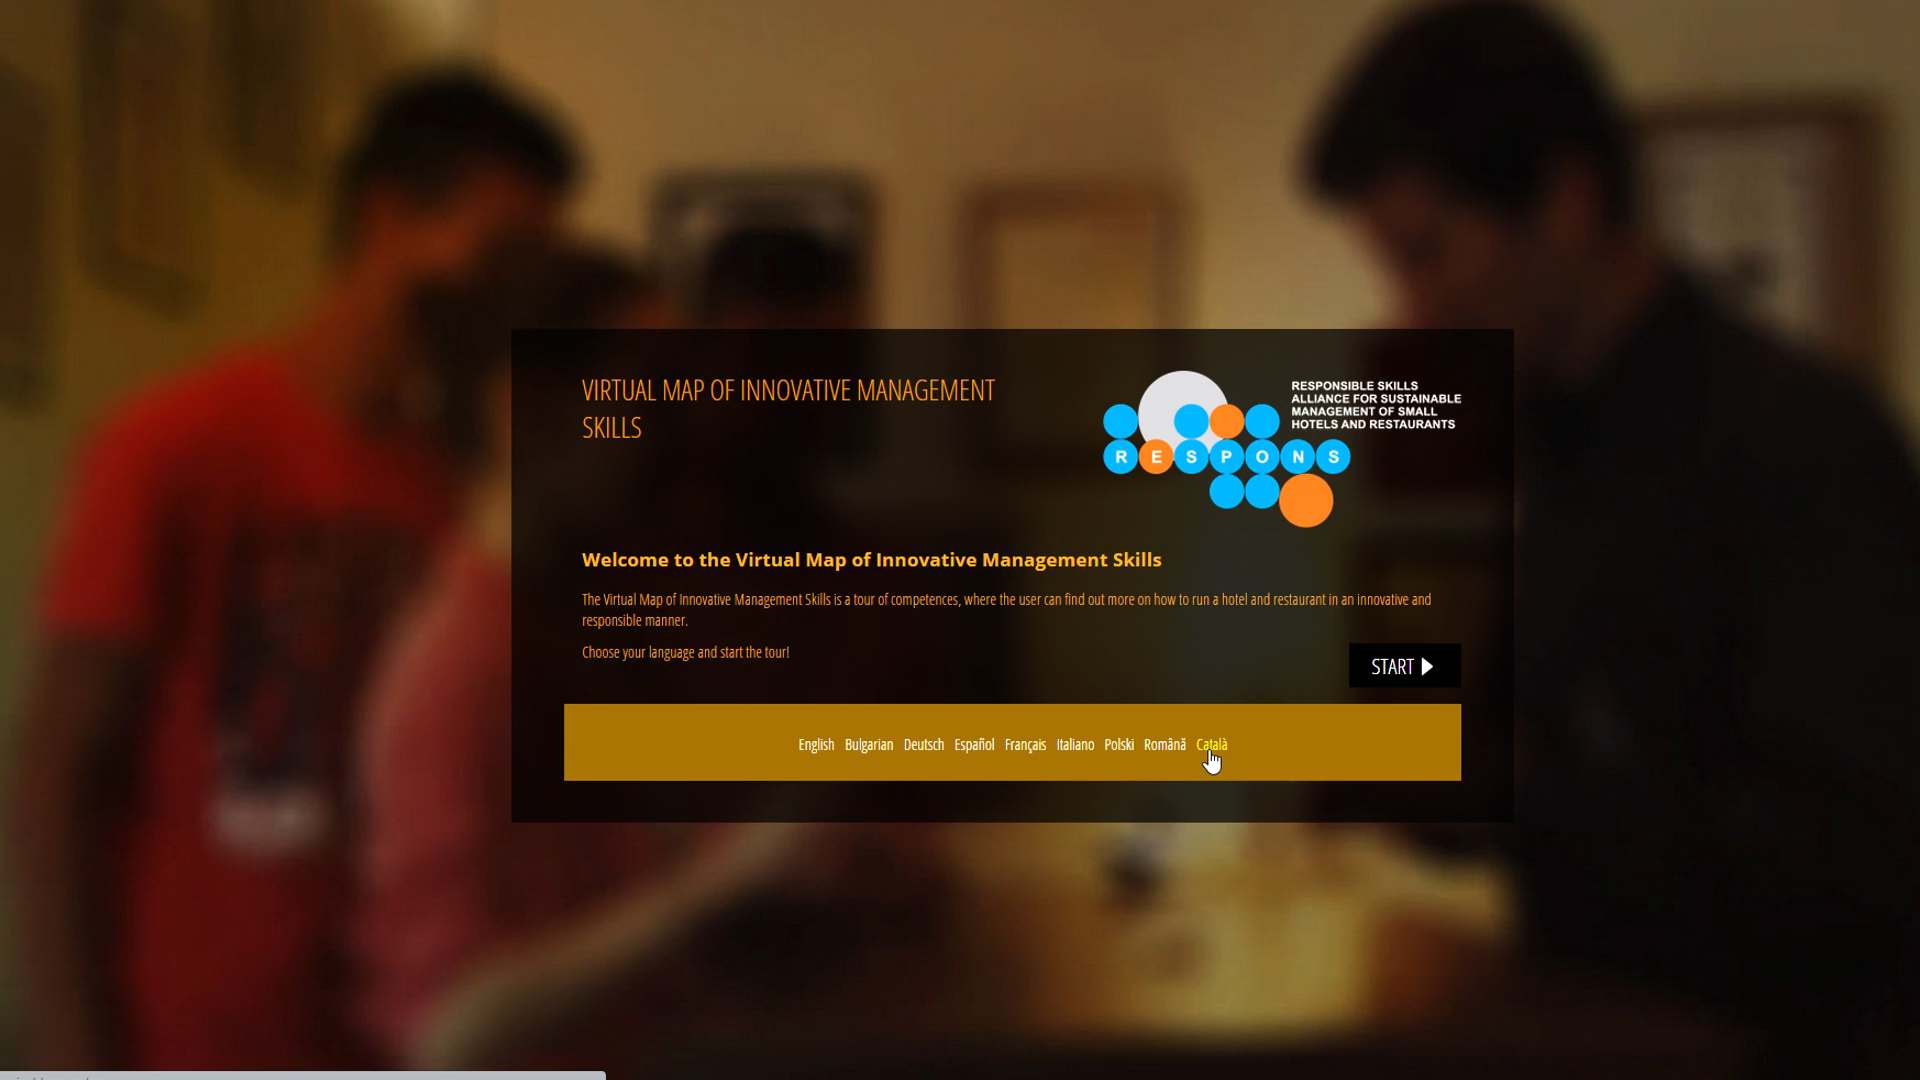 VIRTUAL MAP OF INNOVATIVE MANAGEMENT
SKILLS
RESPONSIBLE SKILLS
ALLIANCE FOR SUSTAINABLE
MANAGEMENT OF SMALL
HOTELS AND RESTAURANTS
RESPONS
Welcome to the Virtual Map of Innovative Management Skills
The Virtual Map of Innovative Management Skills is a tour of competences, where the user can find out more on how to run a hotel and restaurant in an innovative and
responsible manner.
Choose your language and start the tour!
START
English Bulgarian Deutsch Español Français Italiano Polski Română Català